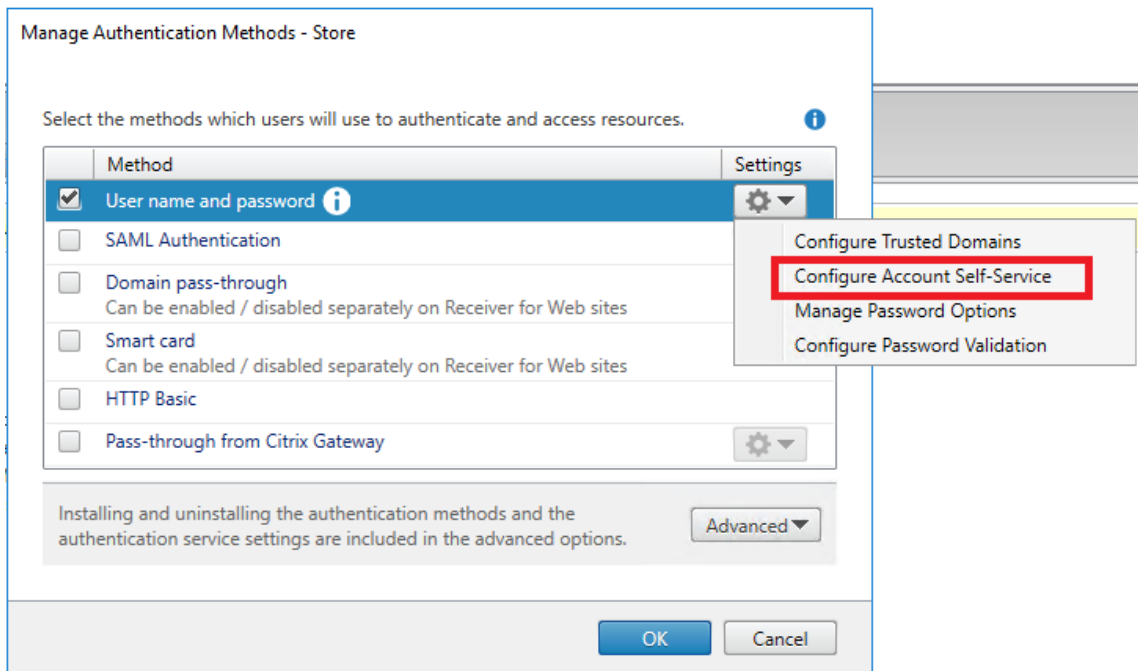 Manage Authentication Methods - Store
Select the methods which users will use to authenticate and access resources.
Method Settings
User name and password
SAML Authentication
Domain pass-through
Can be enabled / disabled separately on Receiver for Web sites
Smart card
Can be enabled / disabled separately on Receiver for Web sites
HTTP Basic
Pass-through from Citrix Gateway
Configure Trusted Domains
Configure Account Self-Service
Manage Password Options
Configure Password Validation
Installing and uninstalling the authentication methods and the
authentication service settings are included in the advanced options.
Advanced
OK Cancel